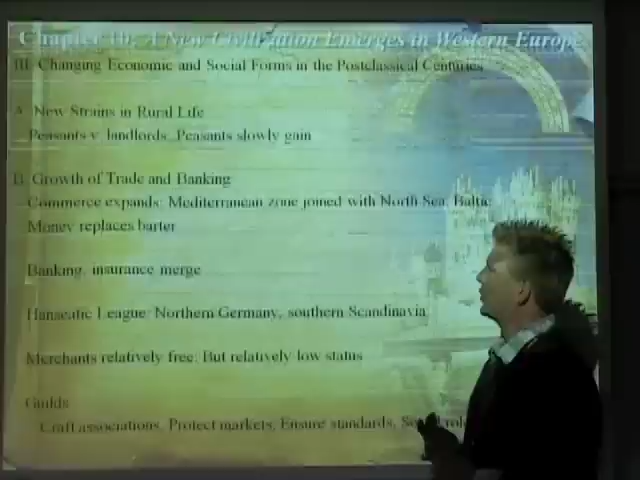 Chapter 10: A New Civilization Emerges in Western Europe
III. Changing Economic and Social Forms in the Postclassical Centuries
A. New Strains in Rural Life
Peasants v. landlords. Peasants slowly gain
B. Growth of Trade and Banking
Commerce expands: Mediterranean zone joined with North Sea, Baltic
Money replaces barter
Banking, insurance merge
Hanseatic League: Northern Germany, southern Scandinavia
Merchants relatively free: But relatively low status
Guilds
Craft associations, Protect markets, Ensure standards,